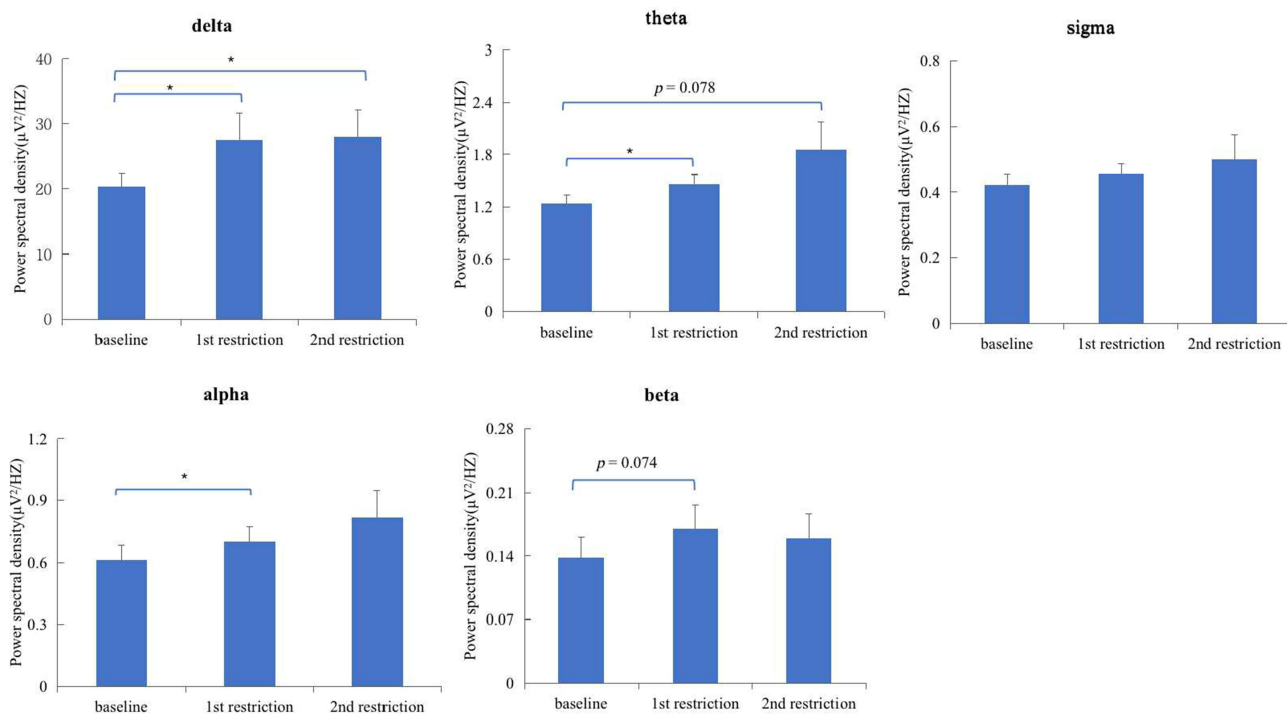 delta
Power spectral density(µV²/HZ)
40
30
20
10
0
*
*
baseline 1st restriction 2nd restriction
theta
Power spectral density(µV²/HZ)
3
2.4
1.8
1.2
0.6
0
p = 0.078
*
baseline 1st restriction 2nd restriction
sigma
Power spectral density(µV²/HZ)
0.8
0.6
0.4
0.2
0
baseline 1st restriction 2nd restriction
alpha
Power spectral density(µV²/HZ)
1.2
0.9
0.6
0.3
0
*
baseline 1st restriction 2nd restriction
beta
Power spectral density(µV²/HZ)
0.28
0.21
0.14
0.07
0
p = 0.074
baseline 1st restriction 2nd restriction